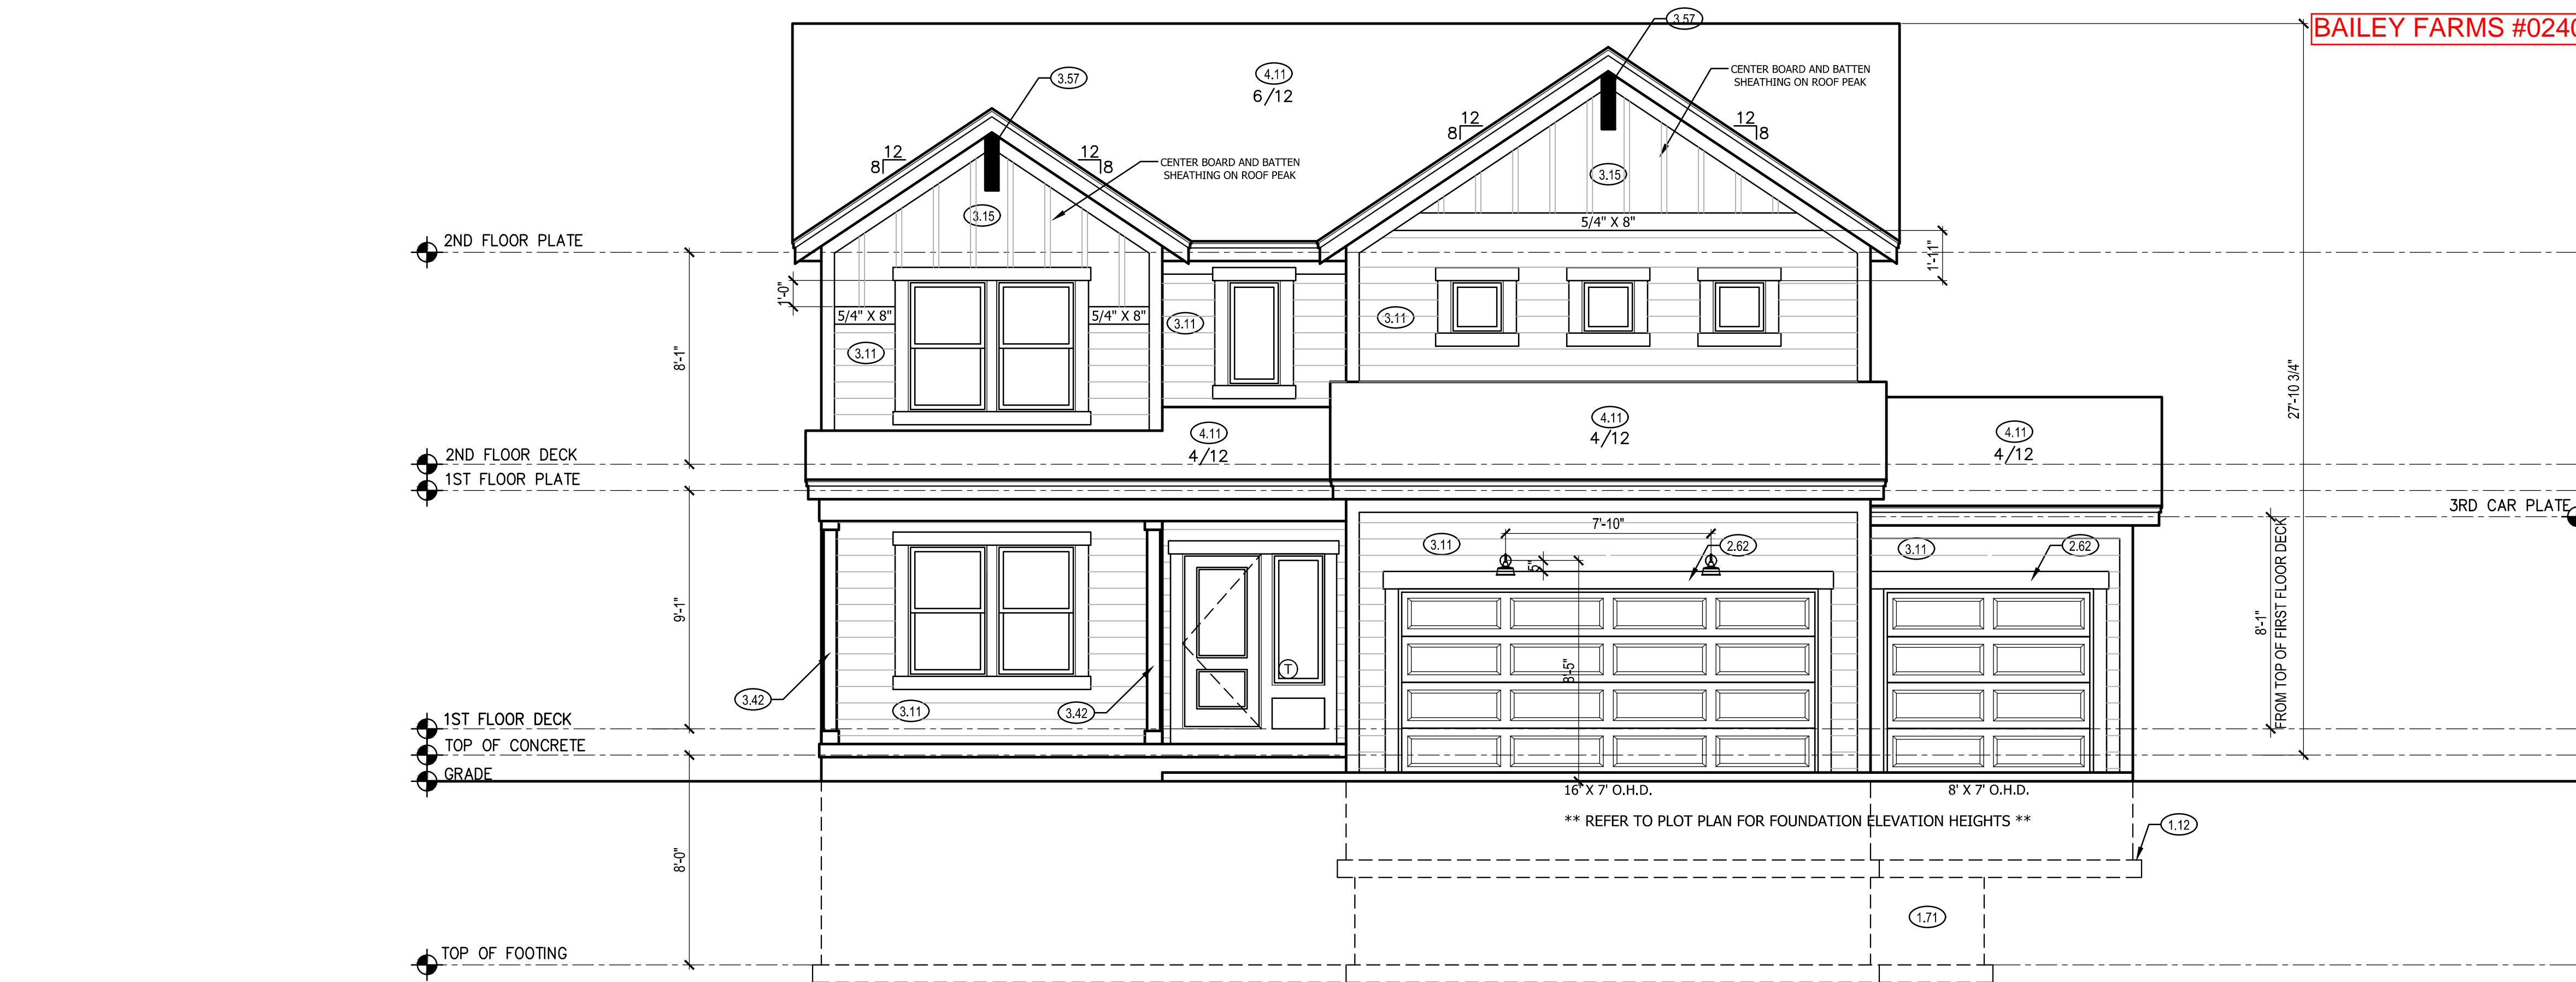 3.57
BAILEY FARMS #0240
3.57
4.11
6/12
CENTER BOARD AND BATTEN
SHEATHING ON ROOF PEAK
12
8
12
8
12
8
12
8
CENTER BOARD AND BATTEN
SHEATHING ON ROOF PEAK
3.15
3.15
5/4" X 8"
2ND FLOOR PLATE
1'-11"
1'-0"
5/4" X 8"
5/4" X 8"
3.11
3.11
3.11
8'-1"
27'-10 3/4"
4.11
4/12
4.11
4/12
4.11
4/12
2ND FLOOR DECK
1ST FLOOR PLATE
3RD CAR PLATE
7'-10"
3.11
2.62
3.11
2.62
5"
9'-1"
8'-1"
FROM TOP OF FIRST FLOOR DECK
8'-5"
T
3.42
3.11
3.42
1ST FLOOR DECK
TOP OF CONCRETE
GRADE
16' X 7' O.H.D.
8' X 7' O.H.D.
** REFER TO PLOT PLAN FOR FOUNDATION ELEVATION HEIGHTS **
1.12
8'-0"
1.71
TOP OF FOOTING